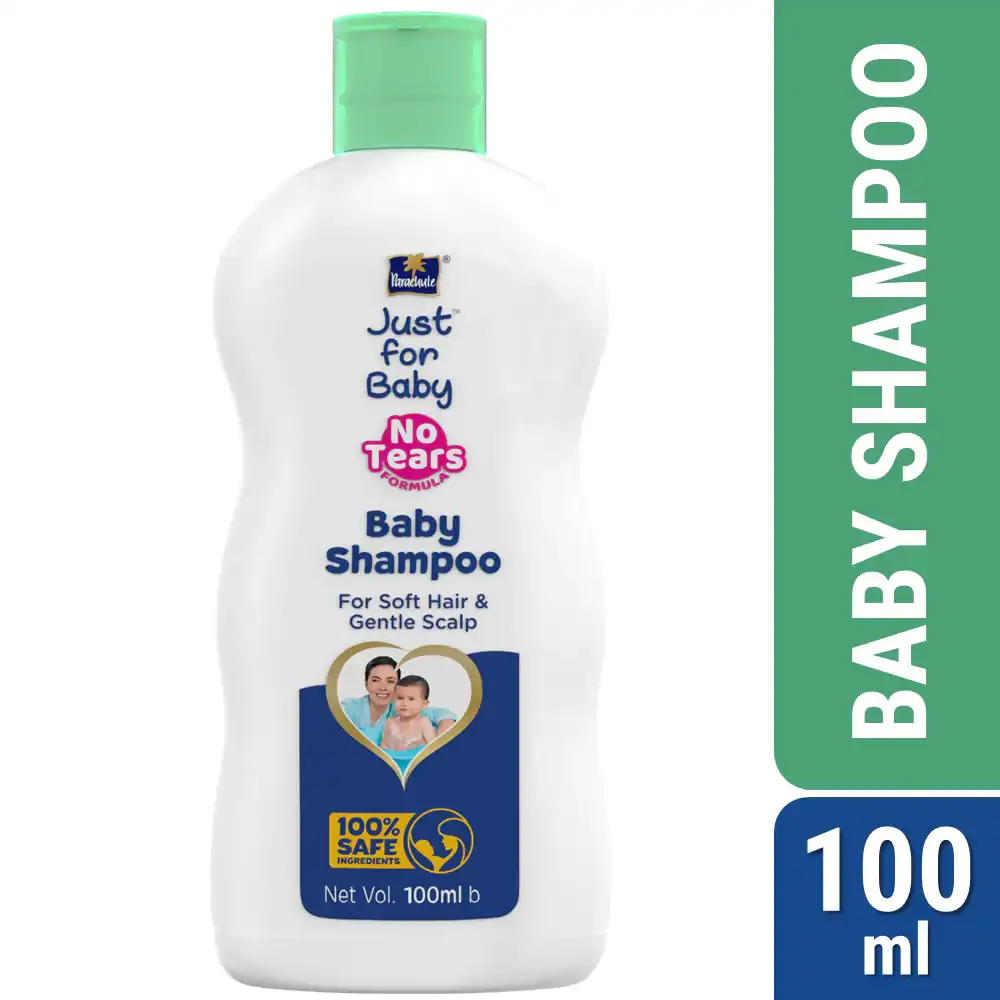 Parachute®
Just™
for
Baby
No
Tears
FORMULA
Baby
Shampoo
For Soft Hair &
Gentle Scalp
100%
SAFE
INGREDIENTS
Net Vol. 100ml b
BABY SHAMPOO
100
ml